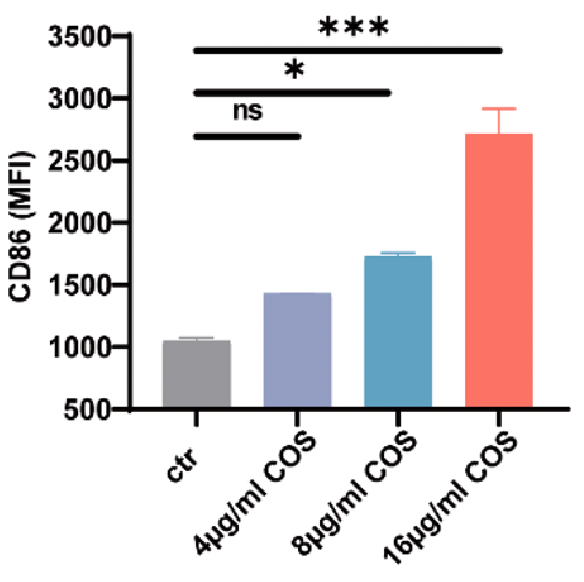 3500
3000
2500
2000
1500
1000
500
CD86 (MFI)
***
*
ns
ctr
4μg/ml COS
8μg/ml COS
16μg/ml COS